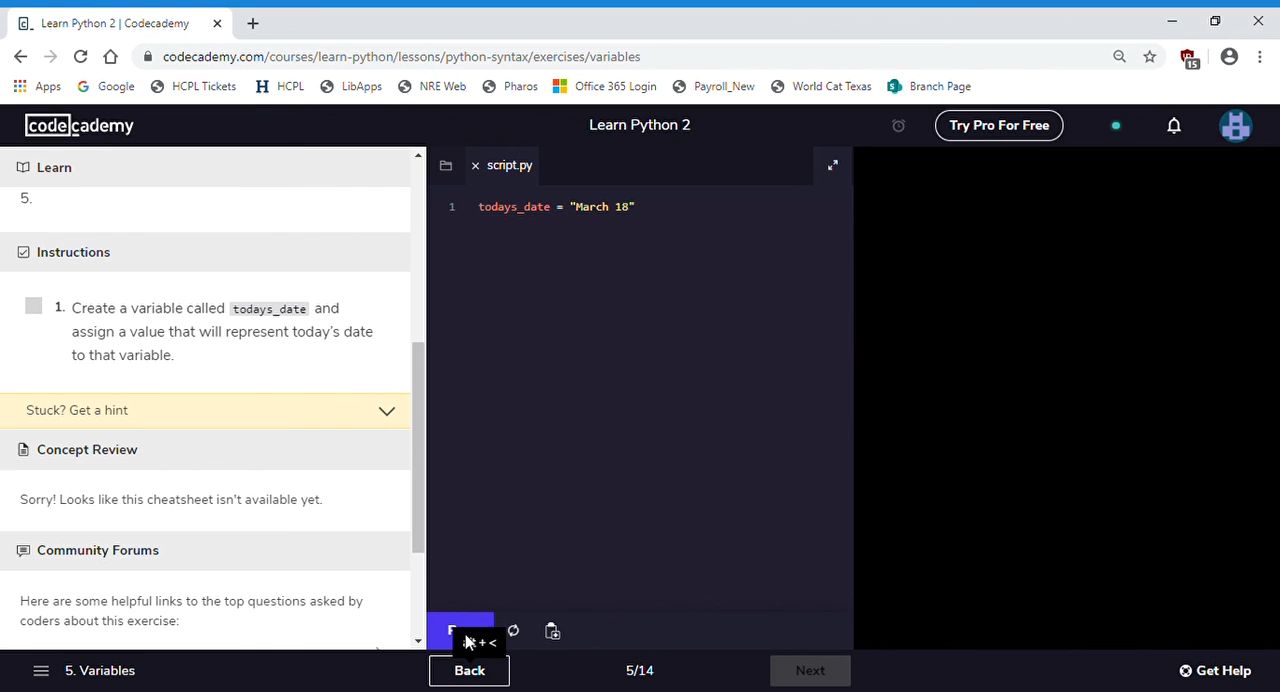 Learn Python 2 | Codecademy
codecademy.com/courses/learn-python/lessons/python-syntax/exercises/variables
15
Apps Google HCPL Tickets HCPL LibApps NRE Web Pharos Office 365 Login Payroll_New World Cat Texas Branch Page
codecademy Learn Python 2 Try Pro For Free
Learn
5.
Instructions
1. Create a variable called todays_date and
assign a value that will represent today's date
to that variable.
Stuck? Get a hint
Concept Review
Sorry! Looks like this cheatsheet isn't available yet.
Community Forums
Here are some helpful links to the top questions asked by
coders about this exercise:
script.py
1 todays_date = "March 18"
+ <
5. Variables Back 5/14 Next Get Help